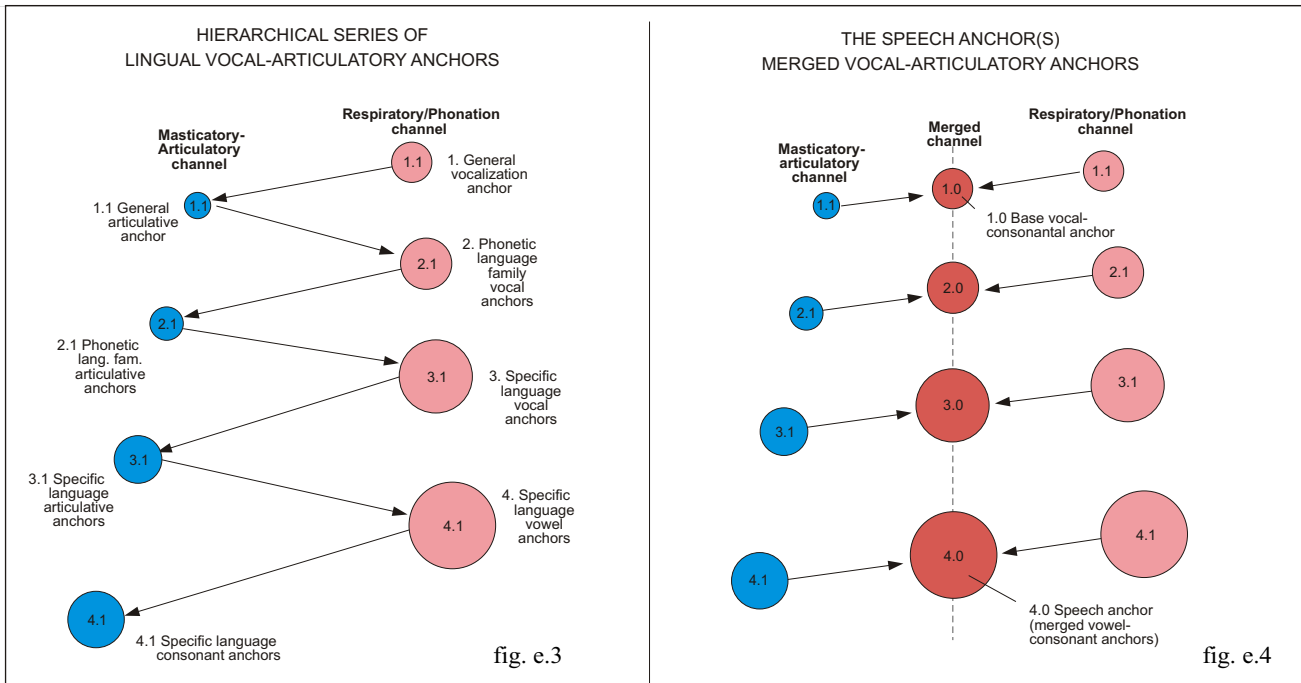 HIERARCHICAL SERIES OF
LINGUAL VOCAL-ARTICULATORY ANCHORS
Respiratory/Phonation
channel
Masticatory-
Articulatory
channel
1.1
1. General
vocalization
anchor
1.1
1.1 General
articulative
anchor
2.1
2. Phonetic
language
family
vocal
anchors
2.1
2.1 Phonetic
lang. fam.
articulative
anchors
3.1
3. Specific
language
vocal
anchors
3.1
3.1 Specific
language
articulative
anchors
4.1
4. Specific
language
vowel
anchors
4.1
4.1 Specific language
consonant anchors
fig. e.3
THE SPEECH ANCHOR(S)
MERGED VOCAL-ARTICULATORY ANCHORS
Masticatory-
articulatory
channel
Merged
channel
Respiratory/Phonation
channel
1.1
1.0
1.1
1.0 Base vocal-
consonantal anchor
2.1
2.0
2.1
3.1
3.0
3.1
4.1
4.0
4.1
4.0 Speech anchor
(merged vowel-
consonant anchors)
fig. e.4